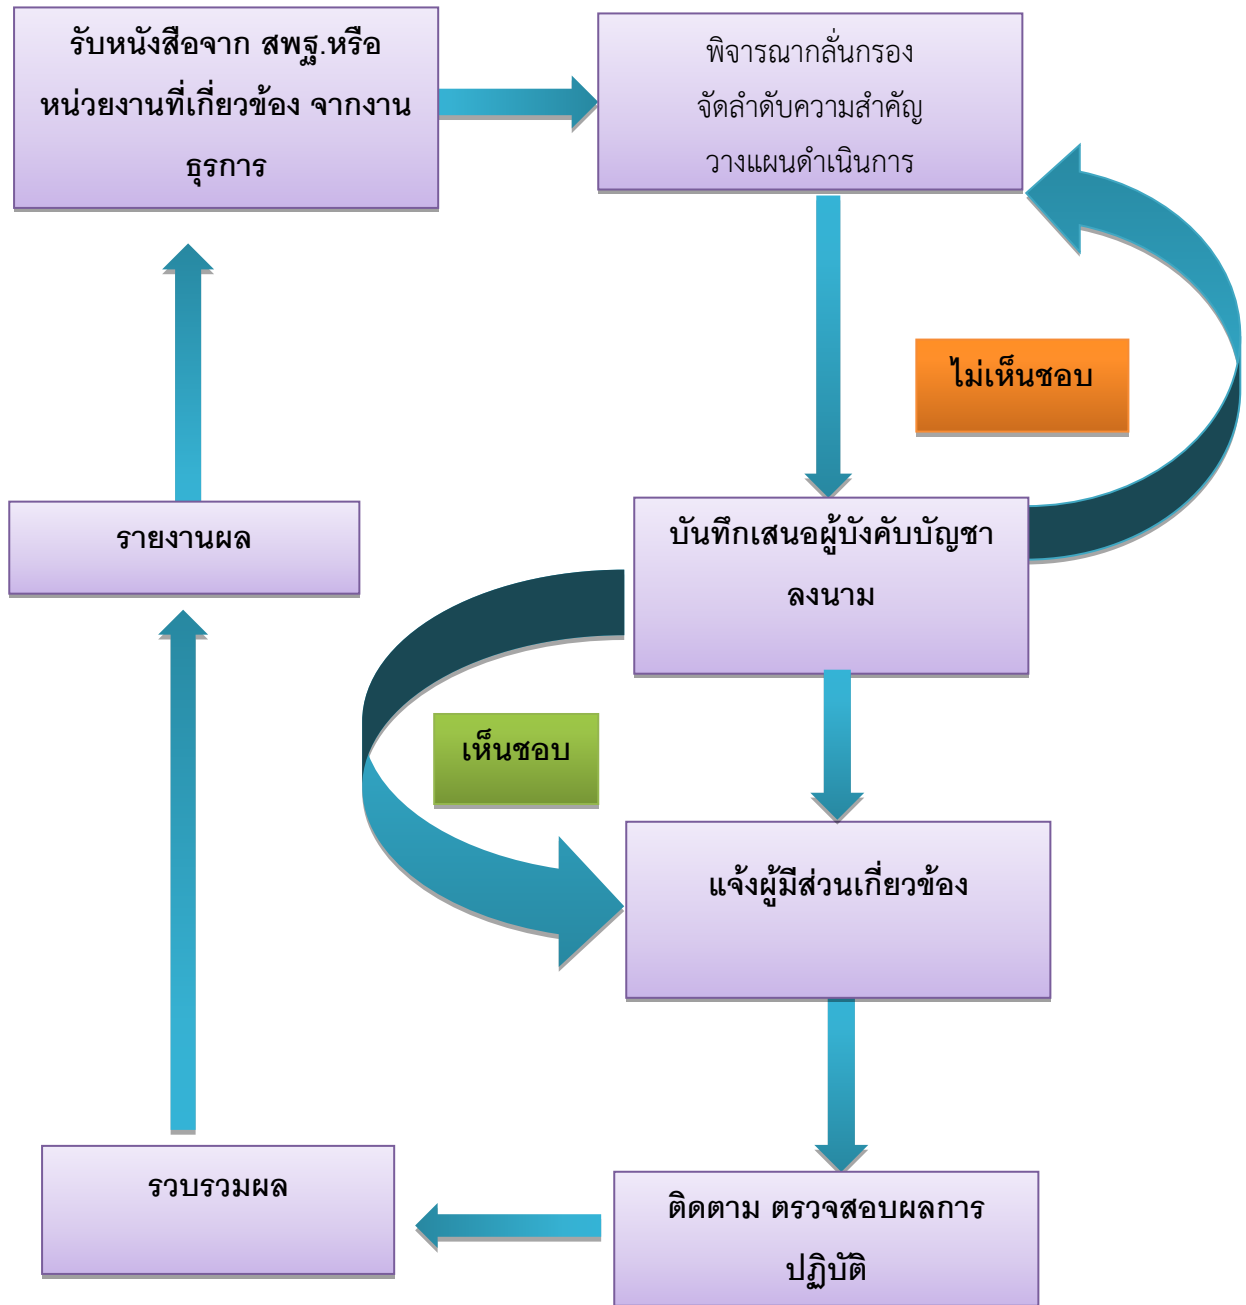 รับหนังสือจาก สพฐ.หรือ
หน่วยงานที่เกี่ยวข้อง จากงาน
ธุรการ
พิจารณากลั่นกรอง
จัดลำดับความสำคัญ
วางแผนดำเนินการ
ไม่เห็นชอบ
บันทึกเสนอผู้บังคับบัญชา
ลงนาม
รายงานผล
เห็นชอบ
แจ้งผู้มีส่วนเกี่ยวข้อง
รวบรวมผล
ติดตาม ตรวจสอบผลการ
ปฏิบัติ